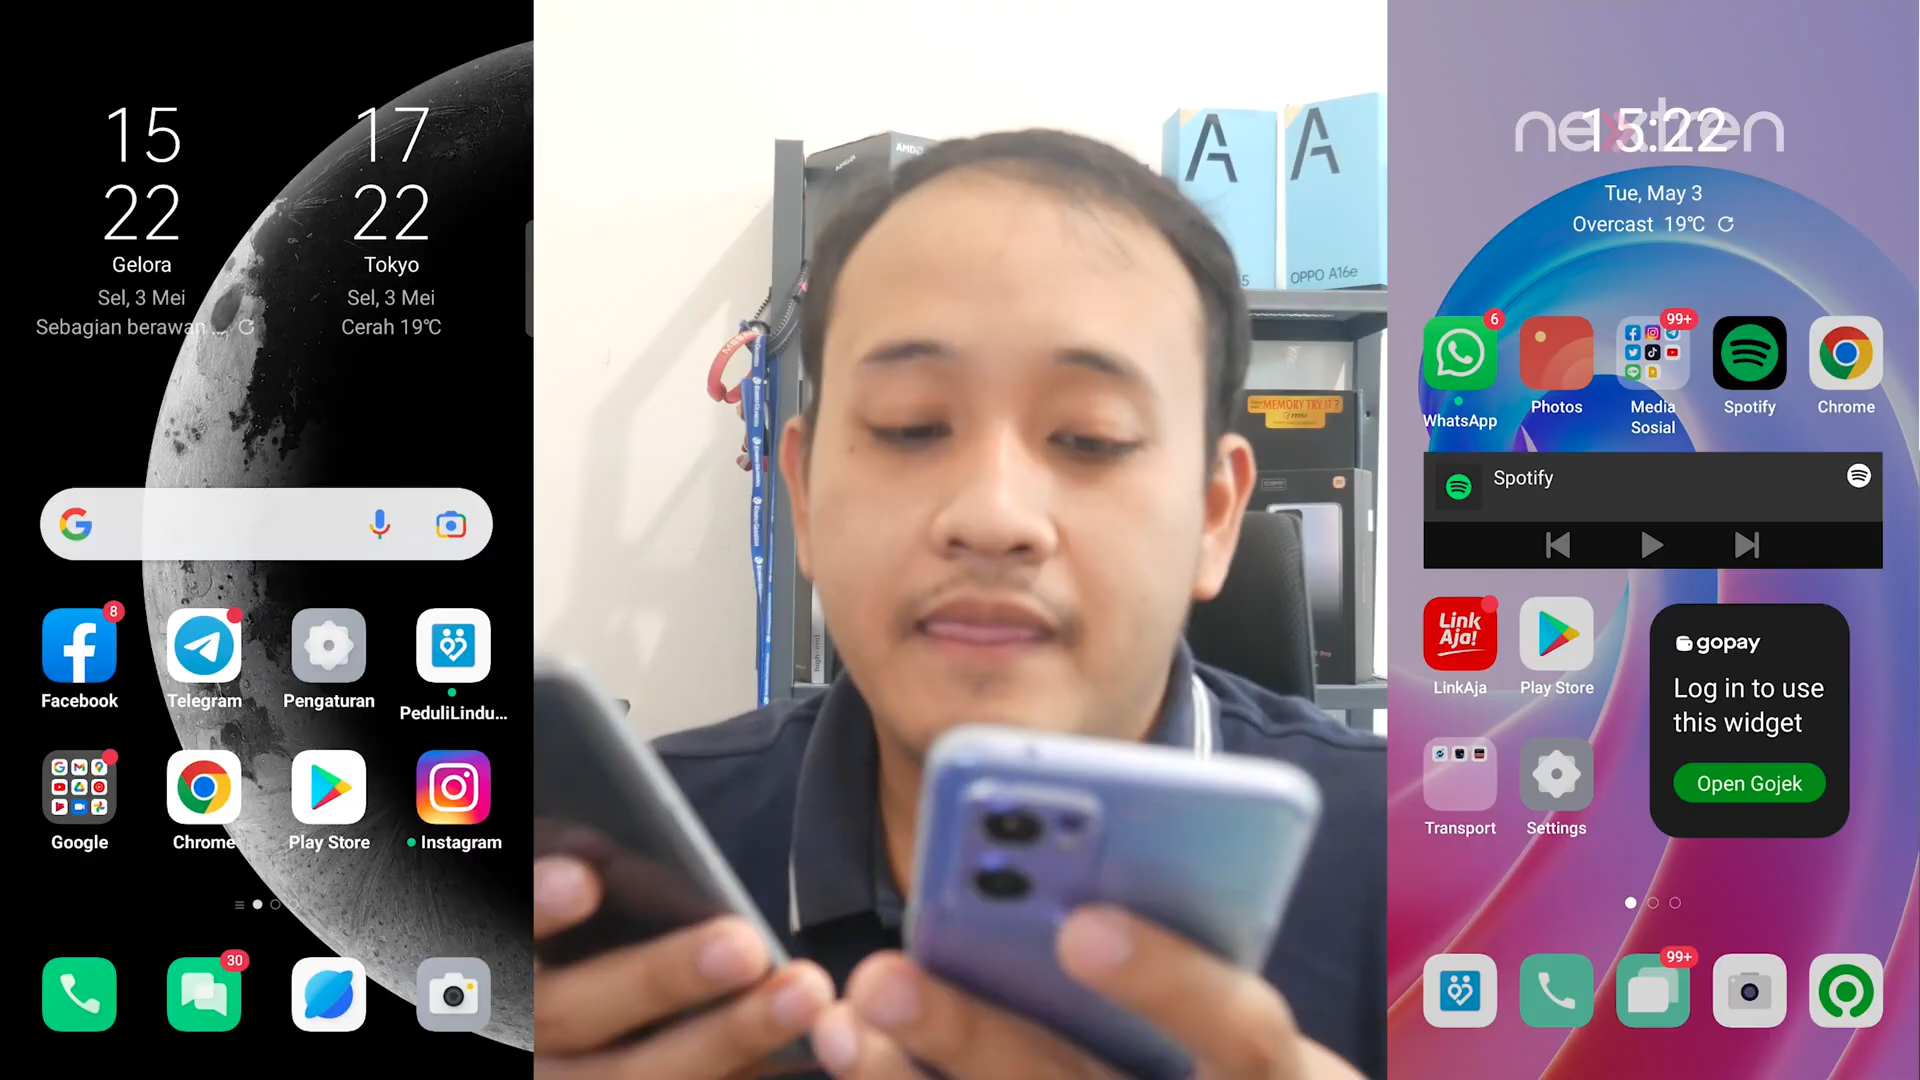 15
22
Gelora
Sel, 3 Mei
Sebagian berawan ...
17
22
Tokyo
Sel, 3 Mei
Cerah 19°C
8
Facebook
Telegram
Pengaturan
PeduliLindu...
Google
Chrome
Play Store
Instagram
30
AMD
A
A
OPPO A16e
MEMORY TRY IT?
high-end
nextren
15:22
Tue, May 3
Overcast 19°C
6
99+
WhatsApp
Photos
Media
Sosial
Spotify
Chrome
Spotify
Link
Aja!
LinkAja
Play Store
gopay
Log in to use
this widget
Open Gojek
Transport
Settings
99+